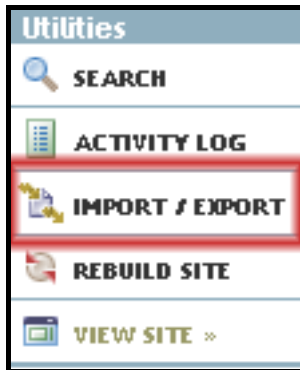 Utilities
SEARCH
ACTIVITY LOG
IMPORT / EXPORT
REBUILD SITE
VIEW SITE »